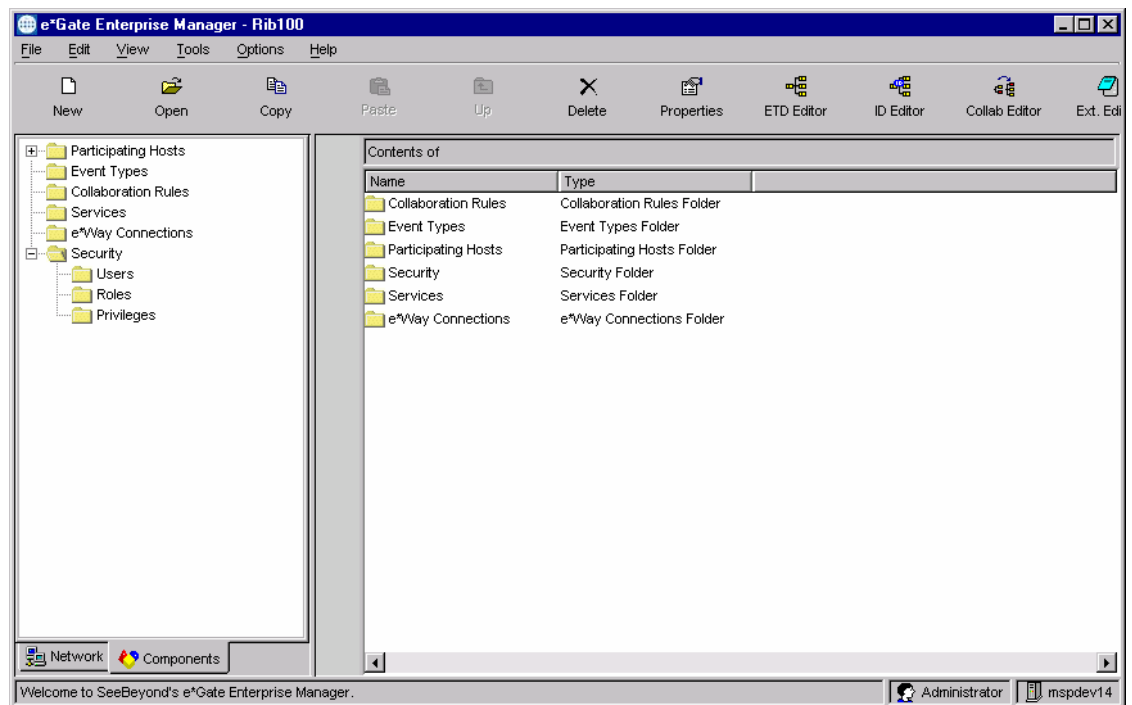 e*Gate Enterprise Manager - Rib100
File Edit View Tools Options Help
New Open Copy Paste Up Delete Properties ETD Editor ID Editor Collab Editor Ext. Edi
Participating Hosts
Event Types
Collaboration Rules
Services
e*Way Connections
Security
Users
Roles
Privileges
Contents of
Name Type
Collaboration Rules Collaboration Rules Folder
Event Types Event Types Folder
Participating Hosts Participating Hosts Folder
Security Security Folder
Services Services Folder
e*Way Connections e*Way Connections Folder
Network Components
Welcome to SeeBeyond's e*Gate Enterprise Manager. Administrator mspdev14